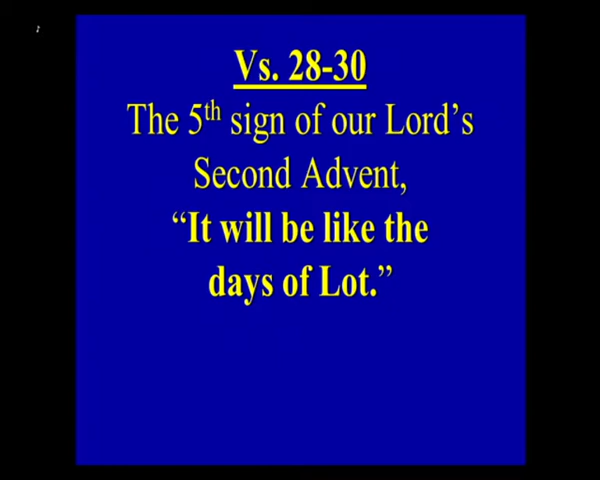 Vs. 28-30
The 5th sign of our Lord's
Second Advent,
“It will be like the
days of Lot.”